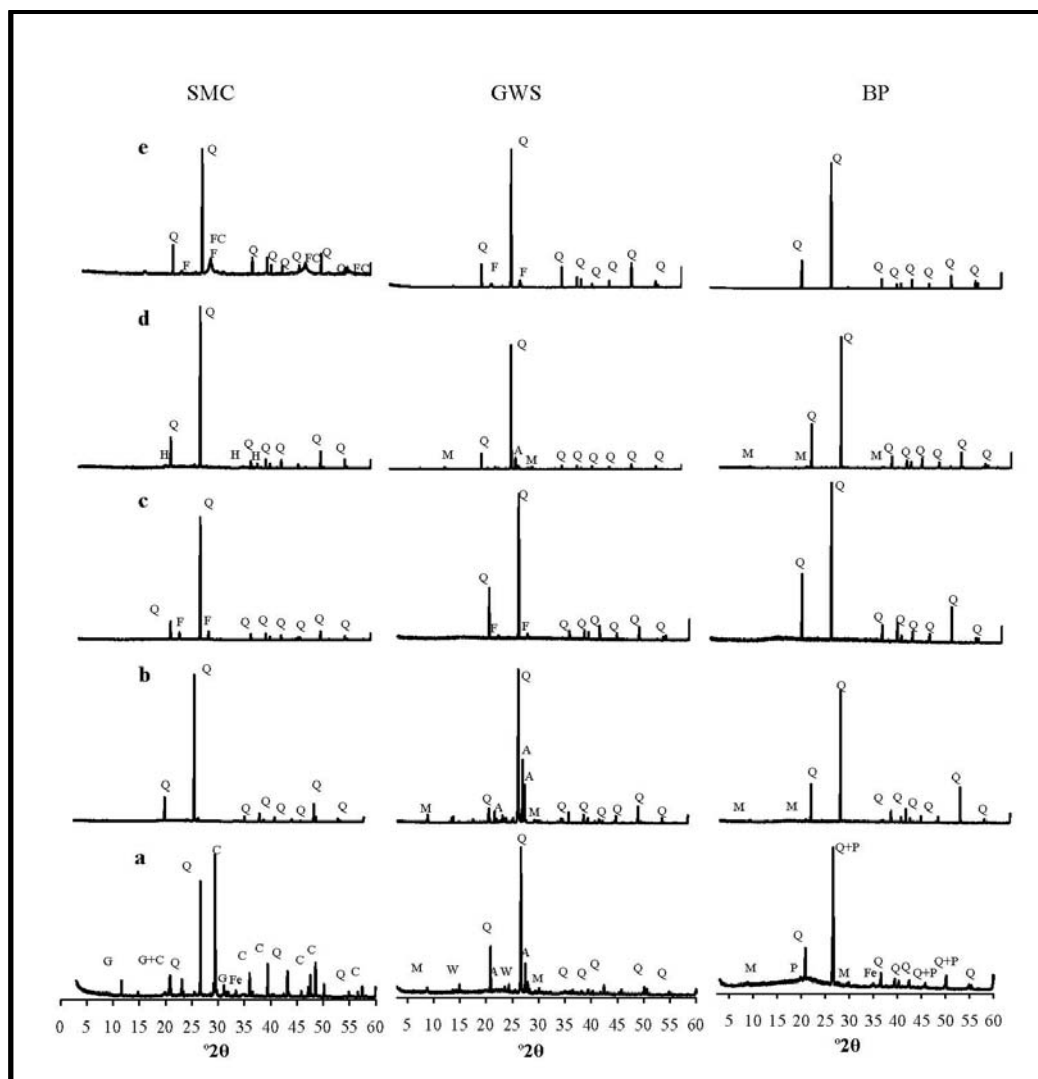 SMC GWS BP
e
Q Q Q
Q F FC F Q Q Q Q FC Q Q FC
Q F F Q Q Q Q Q Q
Q Q Q Q Q Q Q
d
Q Q Q
H Q H Q H Q Q Q Q
M Q A M Q Q Q Q Q Q
M M Q M Q Q Q Q Q Q
c
Q Q Q
Q F F Q Q Q Q Q Q
Q F F Q Q Q Q Q Q
Q Q Q Q Q Q
b
Q Q Q
Q Q Q Q Q Q Q
M Q A A A M Q Q Q Q Q Q
M M Q Q Q Q Q Q Q
a
G G+C Q Q C G Fe C C Q C C Q C
M W Q A Q W A M Q Q Q Q Q
M P Q Q+P M Fe Q Q Q Q+P Q+P Q
0 5 10 15 20 25 30 35 40 45 50 55 60
5 10 15 20 25 30 35 40 45 50 55 60
5 10 15 20 25 30 35 40 45 50 55 60
°2θ °2θ °2θ